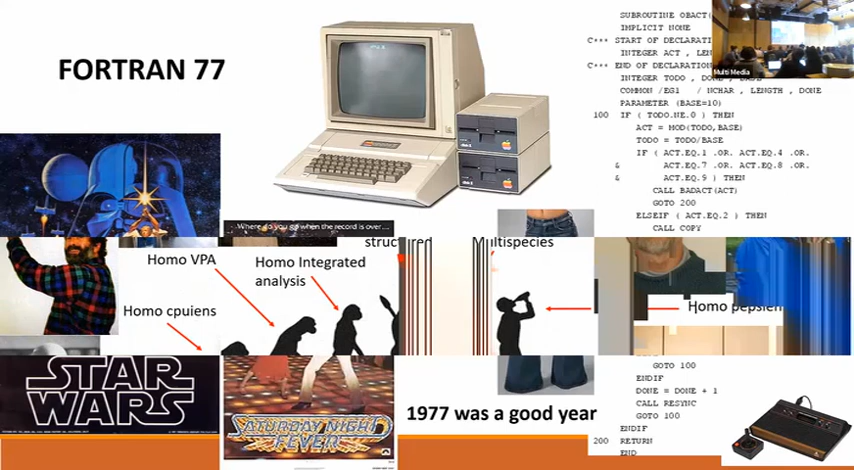 FORTRAN 77
SUBROUTINE OBACT(
IMPLICIT NONE
C*** START OF DECLARATI
INTEGER ACT , LEN
C*** END OF DECLARATION
INTEGER TODO , DONE , BASE
COMMON /EG1 / NCHAR , LENGTH , DONE
PARAMETER (BASE=10)
100 IF ( TODO.NE.0 ) THEN
ACT = MOD(TODO,BASE)
TODO = TODO/BASE
IF ( ACT.EQ.1 .OR. ACT.EQ.4 .OR.
& ACT.EQ.7 .OR. ACT.EQ.8 .OR.
& ACT.EQ.9 ) THEN
CALL BADACT(ACT)
GOTO 200
ELSEIF ( ACT.EQ.2 ) THEN
CALL COPY
Multi Media
Where do you go when the record is over....
structured
Multispecies
Homo VPA
Homo Integrated
analysis
Homo cpuiens
Homo pepsien
STAR
WARS
SATURDAY NIGHT
FEVER
1977 was a good year
GOTO 100
ENDIF
DONE = DONE + 1
CALL RESYNC
GOTO 100
ENDIF
200 RETURN
END